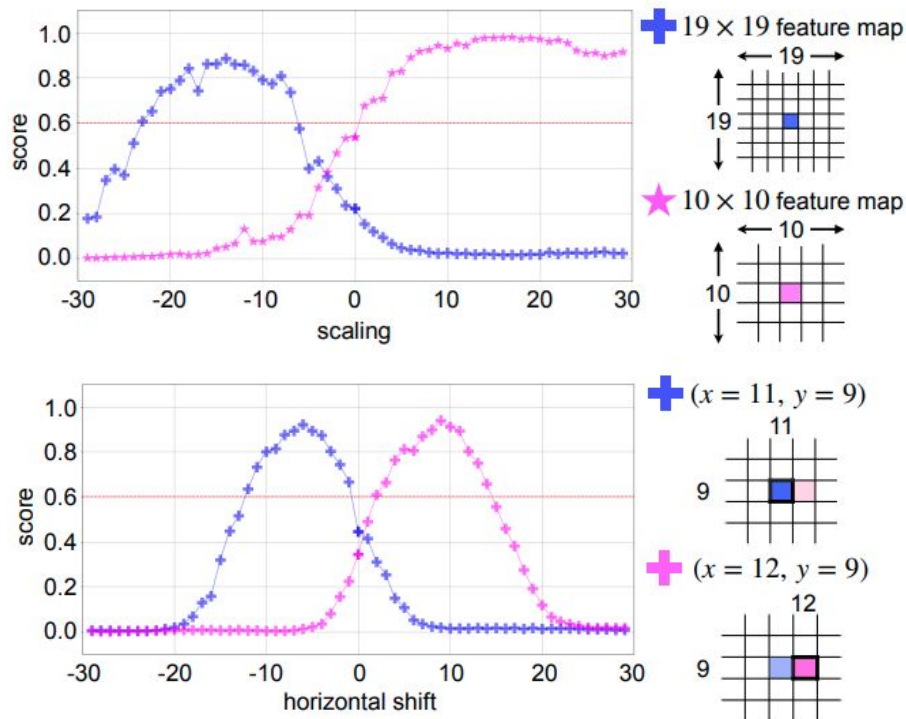 1.0
0.8
0.6
0.4
0.2
0.0
score
-30 -20 -10 0 10 20 30
scaling
19 × 19 feature map
19
19
10 × 10 feature map
10
10
1.0
0.8
0.6
0.4
0.2
0.0
score
-30 -20 -10 0 10 20 30
horizontal shift
(x = 11, y = 9)
11
9
(x = 12, y = 9)
12
9